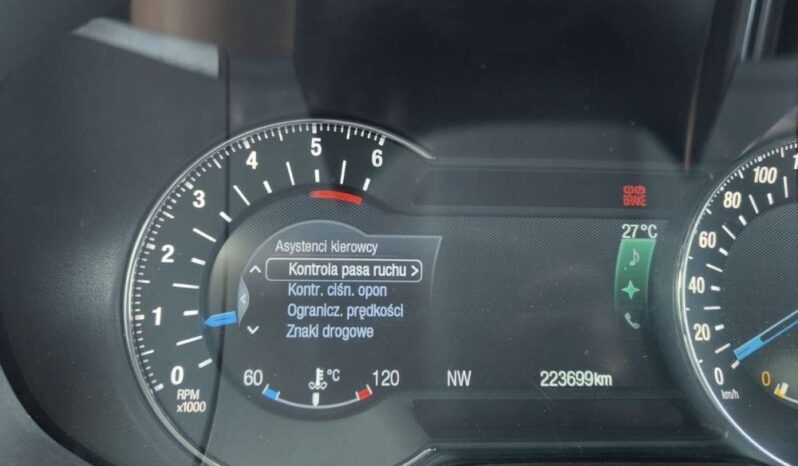 0
1
2
3
4
5
6
RPM
x1000
Asystenci kierowcy
Kontrola pasa ruchu >
Kontr. ciśn. opon
Ogranicz. prędkości
Znaki drogowe
60
°C
120
NW
223699km
BRAKE
27°C
0
20
40
60
80
100
km/h
0